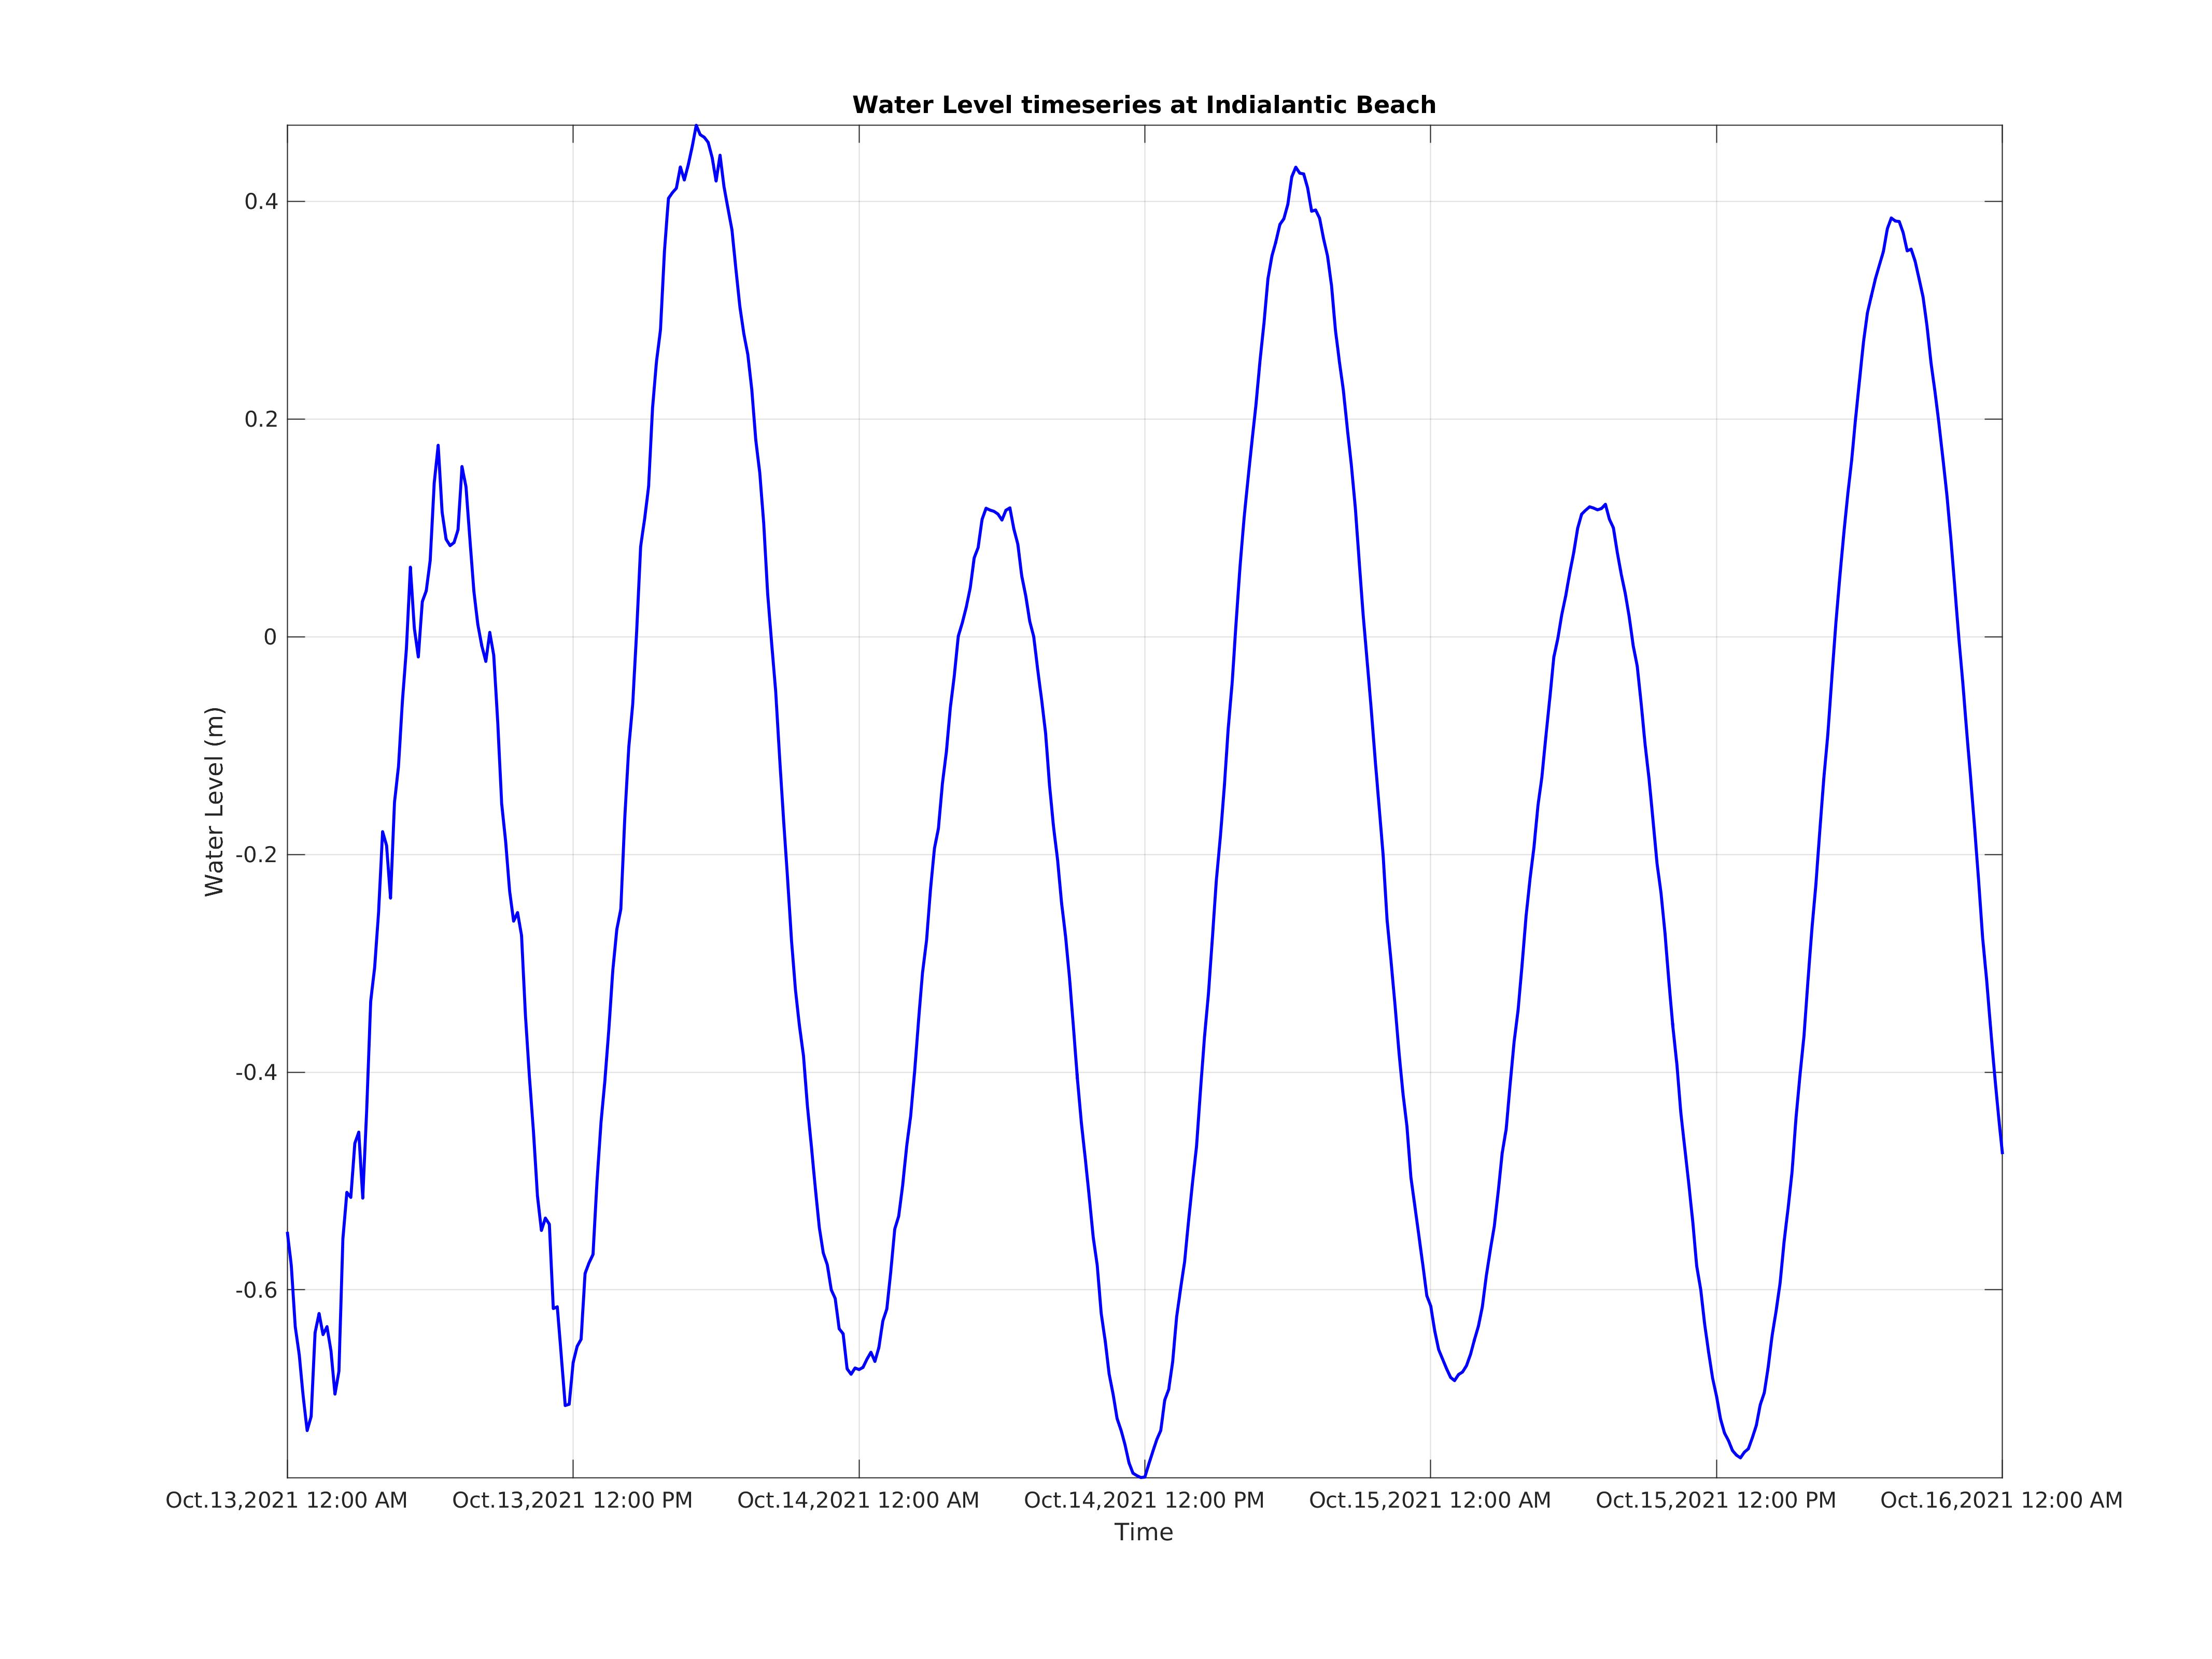 Water Level timeseries at Indialantic Beach
0.4
0.2
0
-0.2
-0.4
-0.6
Water Level (m)
Oct.13,2021 12:00 AM Oct.13,2021 12:00 PM Oct.14,2021 12:00 AM Oct.14,2021 12:00 PM Oct.15,2021 12:00 AM Oct.15,2021 12:00 PM Oct.16,2021 12:00 AM
Time